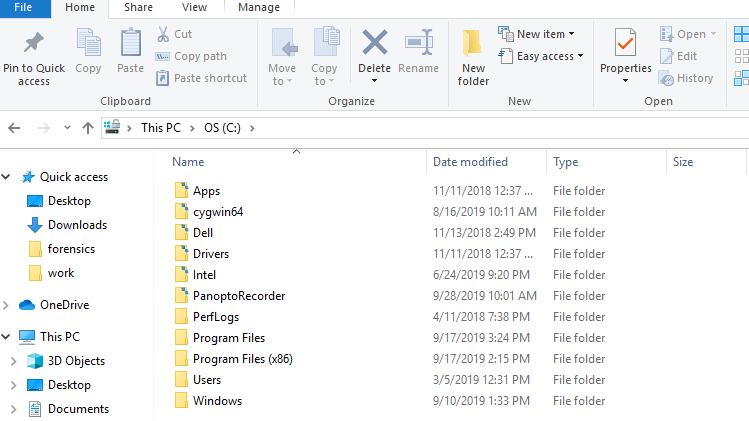 File Home Share View Manage
Pin to Quick access
Copy
Paste
Cut
Copy path
Paste shortcut
Clipboard
Move to
Copy to
Delete
Rename
Organize
New folder
New item
Easy access
New
Properties
Open
Edit
History
Open
This PC > OS (C:) >
Quick access
Desktop
Downloads
forensics
work
OneDrive
This PC
3D Objects
Desktop
Documents
Name Date modified Type Size
Apps 11/11/2018 12:37 ... File folder
cygwin64 8/16/2019 10:11 AM File folder
Dell 11/13/2018 2:49 PM File folder
Drivers 11/11/2018 12:37 ... File folder
Intel 6/24/2019 9:20 PM File folder
PanoptoRecorder 9/28/2019 10:01 AM File folder
PerfLogs 4/11/2018 7:38 PM File folder
Program Files 9/17/2019 3:24 PM File folder
Program Files (x86) 9/17/2019 2:15 PM File folder
Users 3/5/2019 12:31 PM File folder
Windows 9/10/2019 1:33 PM File folder